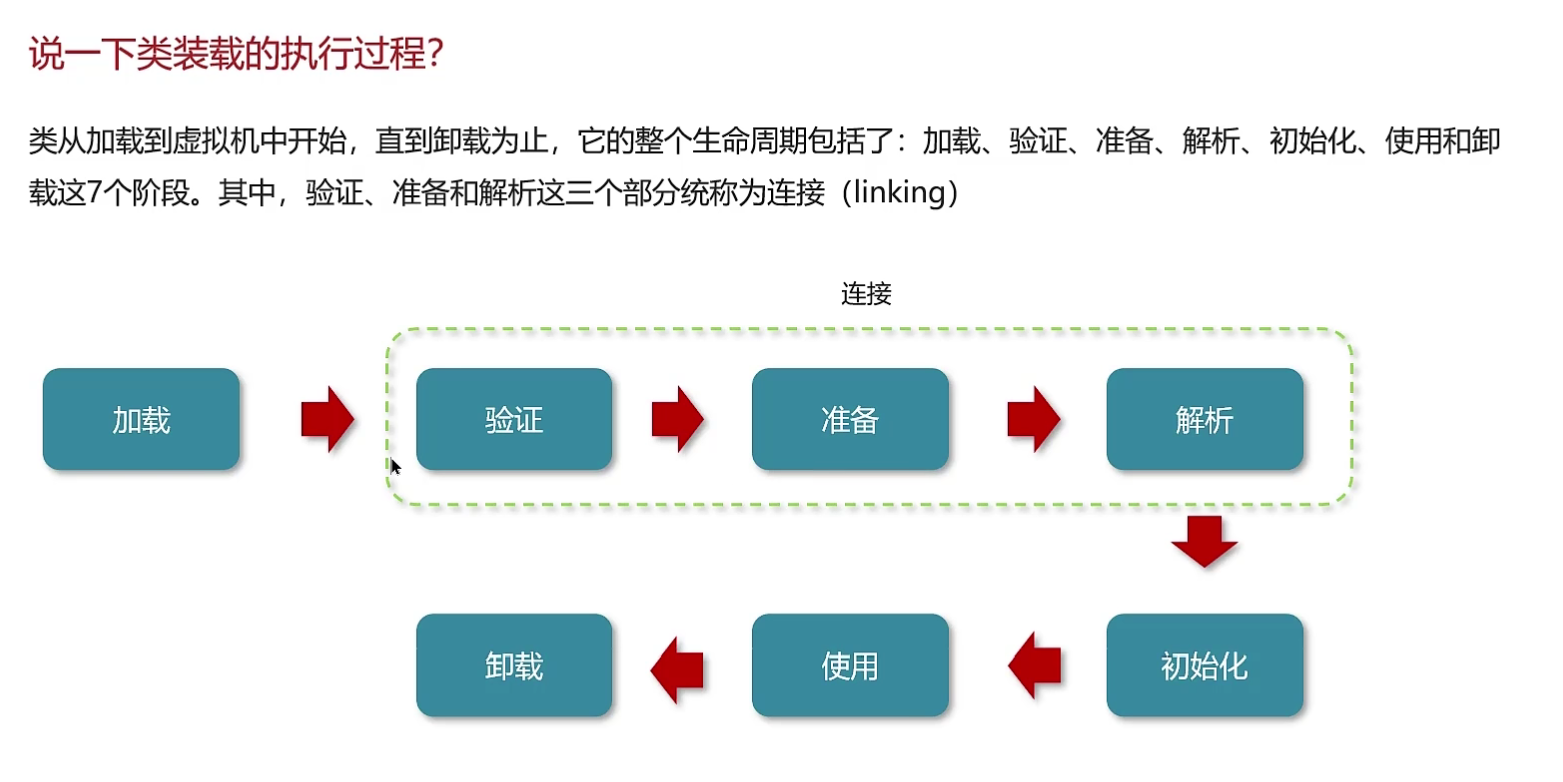 说一下类装载的执行过程？
类从加载到虚拟机中开始，直到卸载为止，它的整个生命周期包括了：加载、验证、准备、解析、初始化、使用和卸
载这7个阶段。其中，验证、准备和解析这三个部分统称为连接（linking）
连接
加载
验证
准备
解析
卸载
使用
初始化